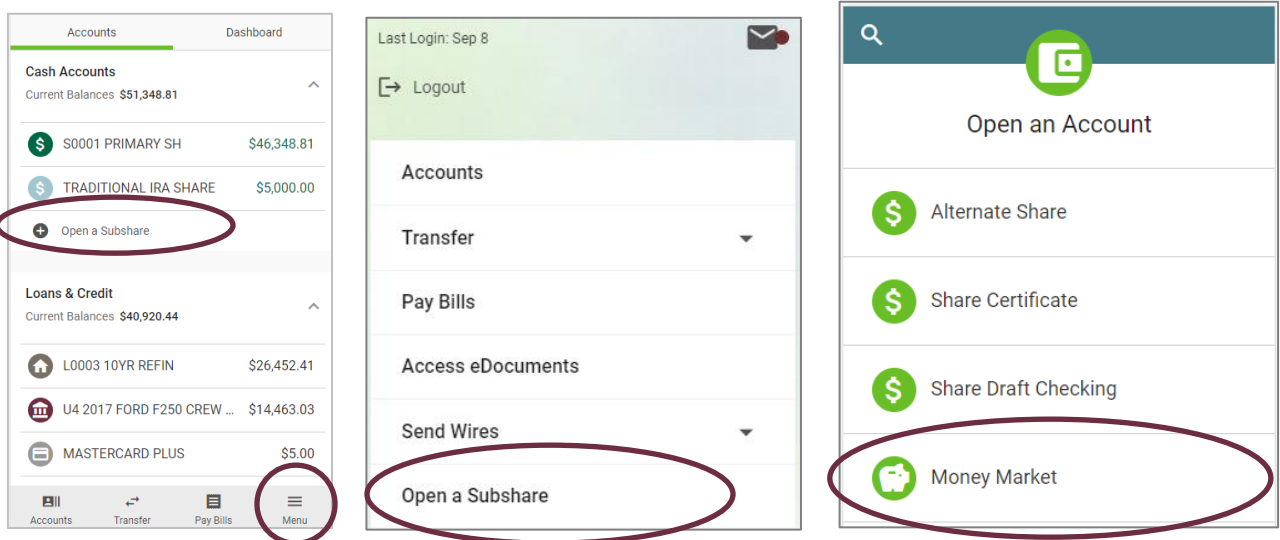 Accounts Dashboard
Cash Accounts
Current Balances $51,348.81
S0001 PRIMARY SH $46,348.81
TRADITIONAL IRA SHARE $5,000.00
Open a Subshare
Loans & Credit
Current Balances $40,920.44
L0003 10YR REFIN $26,452.41
U4 2017 FORD F250 CREW ... $14,463.03
MASTERCARD PLUS $5.00
Accounts Transfer Pay Bills Menu
Last Login: Sep 8
Logout
Accounts
Transfer
Pay Bills
Access eDocuments
Send Wires
Open a Subshare
Open an Account
Alternate Share
Share Certificate
Share Draft Checking
Money Market